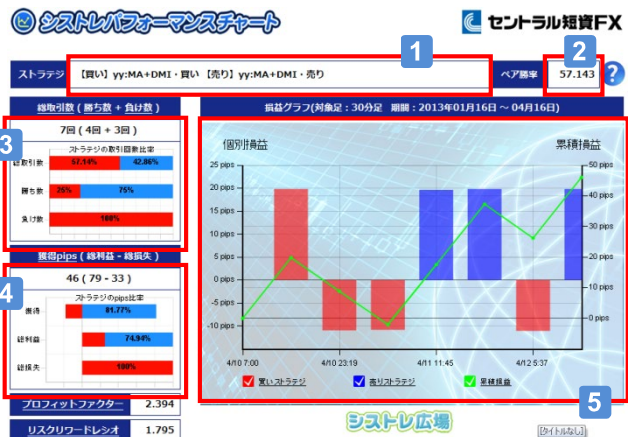 シストレパフォーマンスチャート
セントラル短資FX
1
2
ストラテジ 【買い】yy:MA+DMI・買い 【売り】yy:MA+DMI・売り ペア勝率 57.143 ?
総取引数 ( 勝ち数 + 負け数 )
損益グラフ(対象足:30分足 期間:2013年01月16日 ～ 04月16日)
3
7回 ( 4回 + 3回 )
ストラテジの取引回数比率
総取引数 57.14% 42.86%
勝ち数 25% 75%
負け数 100%
獲得pips ( 総利益 - 総損失 )
4
46 ( 79 - 33 )
ストラテジのpips比率
獲得 81.77%
総利益 74.94%
総損失 100%
プロフィットファクター 2.394
リスクリワードレシオ 1.795
個別損益 累積損益
25 pips 50 pips
20 pips
15 pips 40 pips
10 pips 30 pips
5 pips
0 pips 20 pips
-5 pips 10 pips
-10 pips 0 pips
4/10 7:00 4/10 23:19 4/11 11:45 4/12 5:37
買いストラテジ 売りストラテジ 累積損益
5
シストレ広場
[タイトルなし]